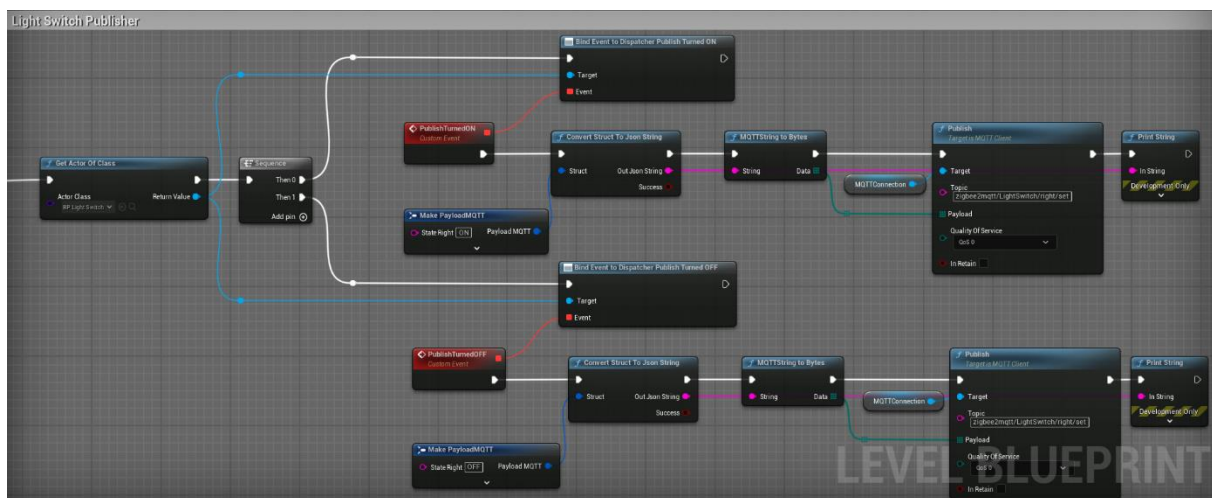 Light Switch Publisher
Get Actor Of Class
Actor Class
BP Light Switch
Return Value
Sequence
Then 0
Then 1
Add pin
Bind Event to Dispatcher Publish Turned ON
Target
Event
PublishTurnedON
Custom Event
Convert Struct To Json String
Struct
Out Json String
Success
MQTTString to Bytes
String
Data
MQTTConnection
Publish
Target is MQTT Client
Target
Topic
zigbee2mqtt/LightSwitch/right/set
Payload
Quality Of Service
QoS 0
In Retain
Print String
In String
Development Only
Make PayloadMQTT
State Right ON
Payload MQTT
Bind Event to Dispatcher Publish Turned OFF
Target
Event
PublishTurnedOFF
Custom Event
Convert Struct To Json String
Struct
Out Json String
Success
MQTTString to Bytes
String
Data
MQTTConnection
Publish
Target is MQTT Client
Target
Topic
zigbee2mqtt/LightSwitch/right/set
Payload
Quality Of Service
QoS 0
In Retain
Print String
In String
Development Only
Make PayloadMQTT
State Right OFF
Payload MQTT
LEVEL BLUEPRINT